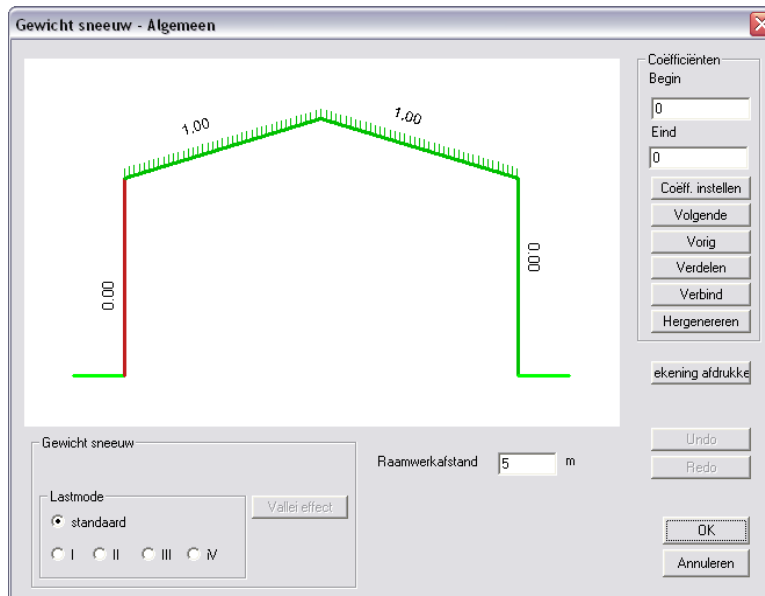 Gewicht sneeuw - Algemeen
1,00
1,00
0.00
0.00
Coëfficiënten
Begin
0
Eind
0
Coëff. instellen
Volgende
Vorig
Verdelen
Verbind
Hergenereren
ekening afdrukke
Undo
Redo
OK
Annuleren
Gewicht sneeuw
Lastmode
standaard
I II III iV
Vallei effect
Raamwerkafstand 5 m